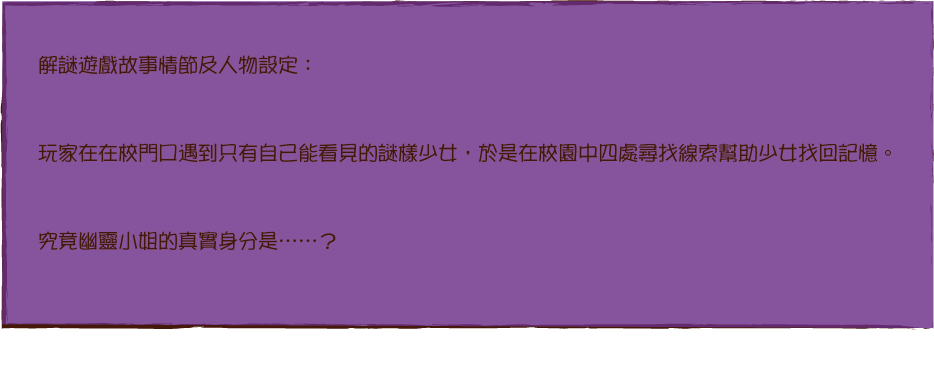 解謎遊戲故事情節及人物設定：
玩家在在校門口遇到只有自己能看見的謎樣少女，於是在校園中四處尋找線索幫助少女找回記憶。
究竟幽靈小姐的真實身分是……？